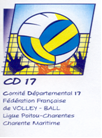 CD 17
Comité Départemental 17
Fédération Française
de VOLLEY - BALL
Ligue Poitou-Charentes
Charente Maritime